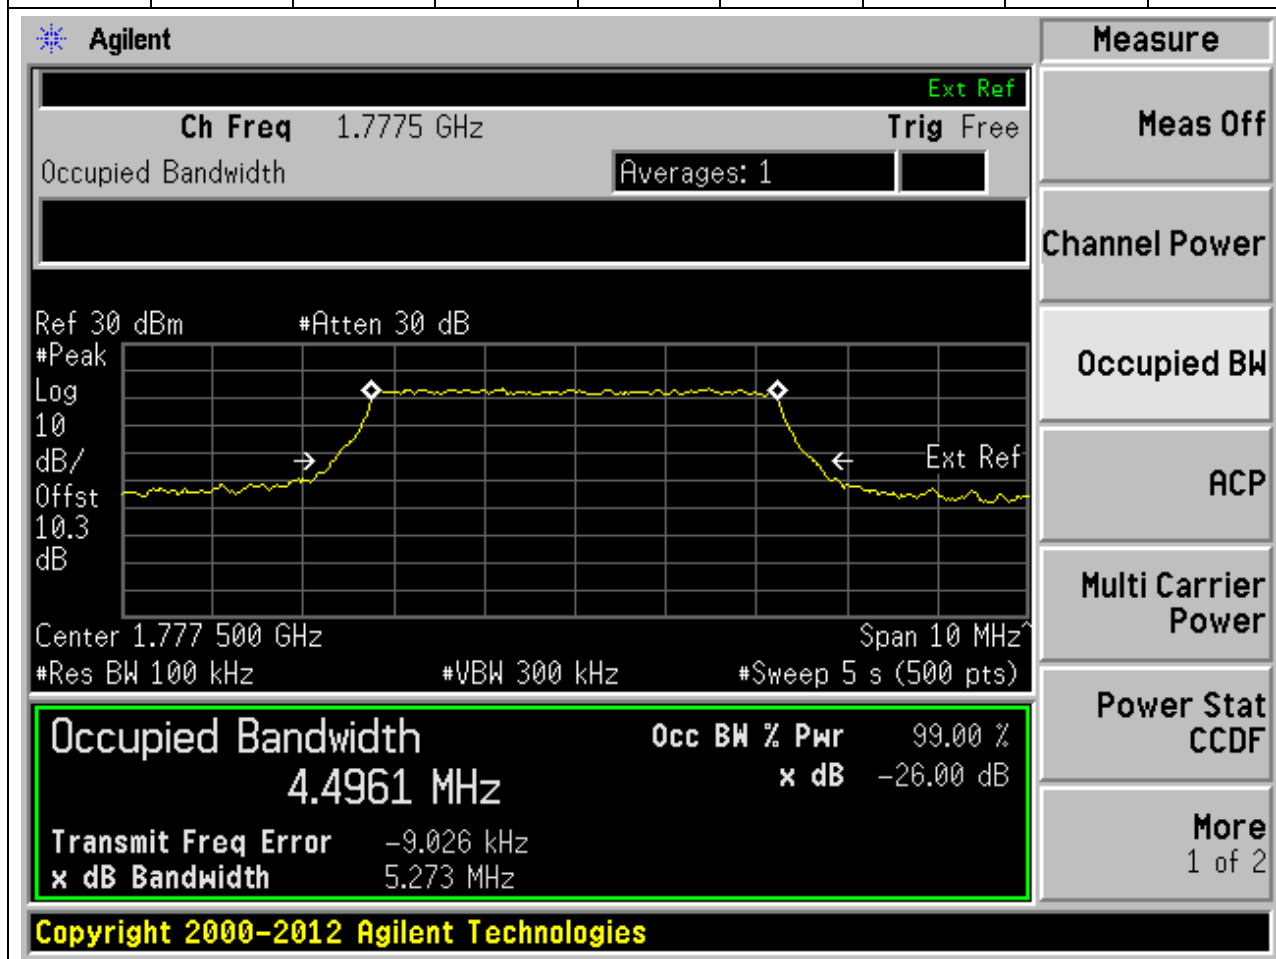 Agilent
Measure
Ext Ref
Ch Freq 1.7775 GHz Trig Free
Meas Off
Occupied Bandwidth Averages: 1
Channel Power
Ref 30 dBm #Atten 30 dB
#Peak
Log
10
dB/
Offst
10.3
dB
Ext Ref
Occupied BW
ACP
Center 1.777 500 GHz Span 10 MHz^
#Res BW 100 kHz #VBW 300 kHz #Sweep 5 s (500 pts)
Multi Carrier
Power
Occupied Bandwidth Occ BW % Pwr 99.00 %
4.4961 MHz x dB -26.00 dB
Transmit Freq Error -9.026 kHz
x dB Bandwidth 5.273 MHz
Power Stat
CCDF
More
1 of 2
Copyright 2000-2012 Agilent Technologies